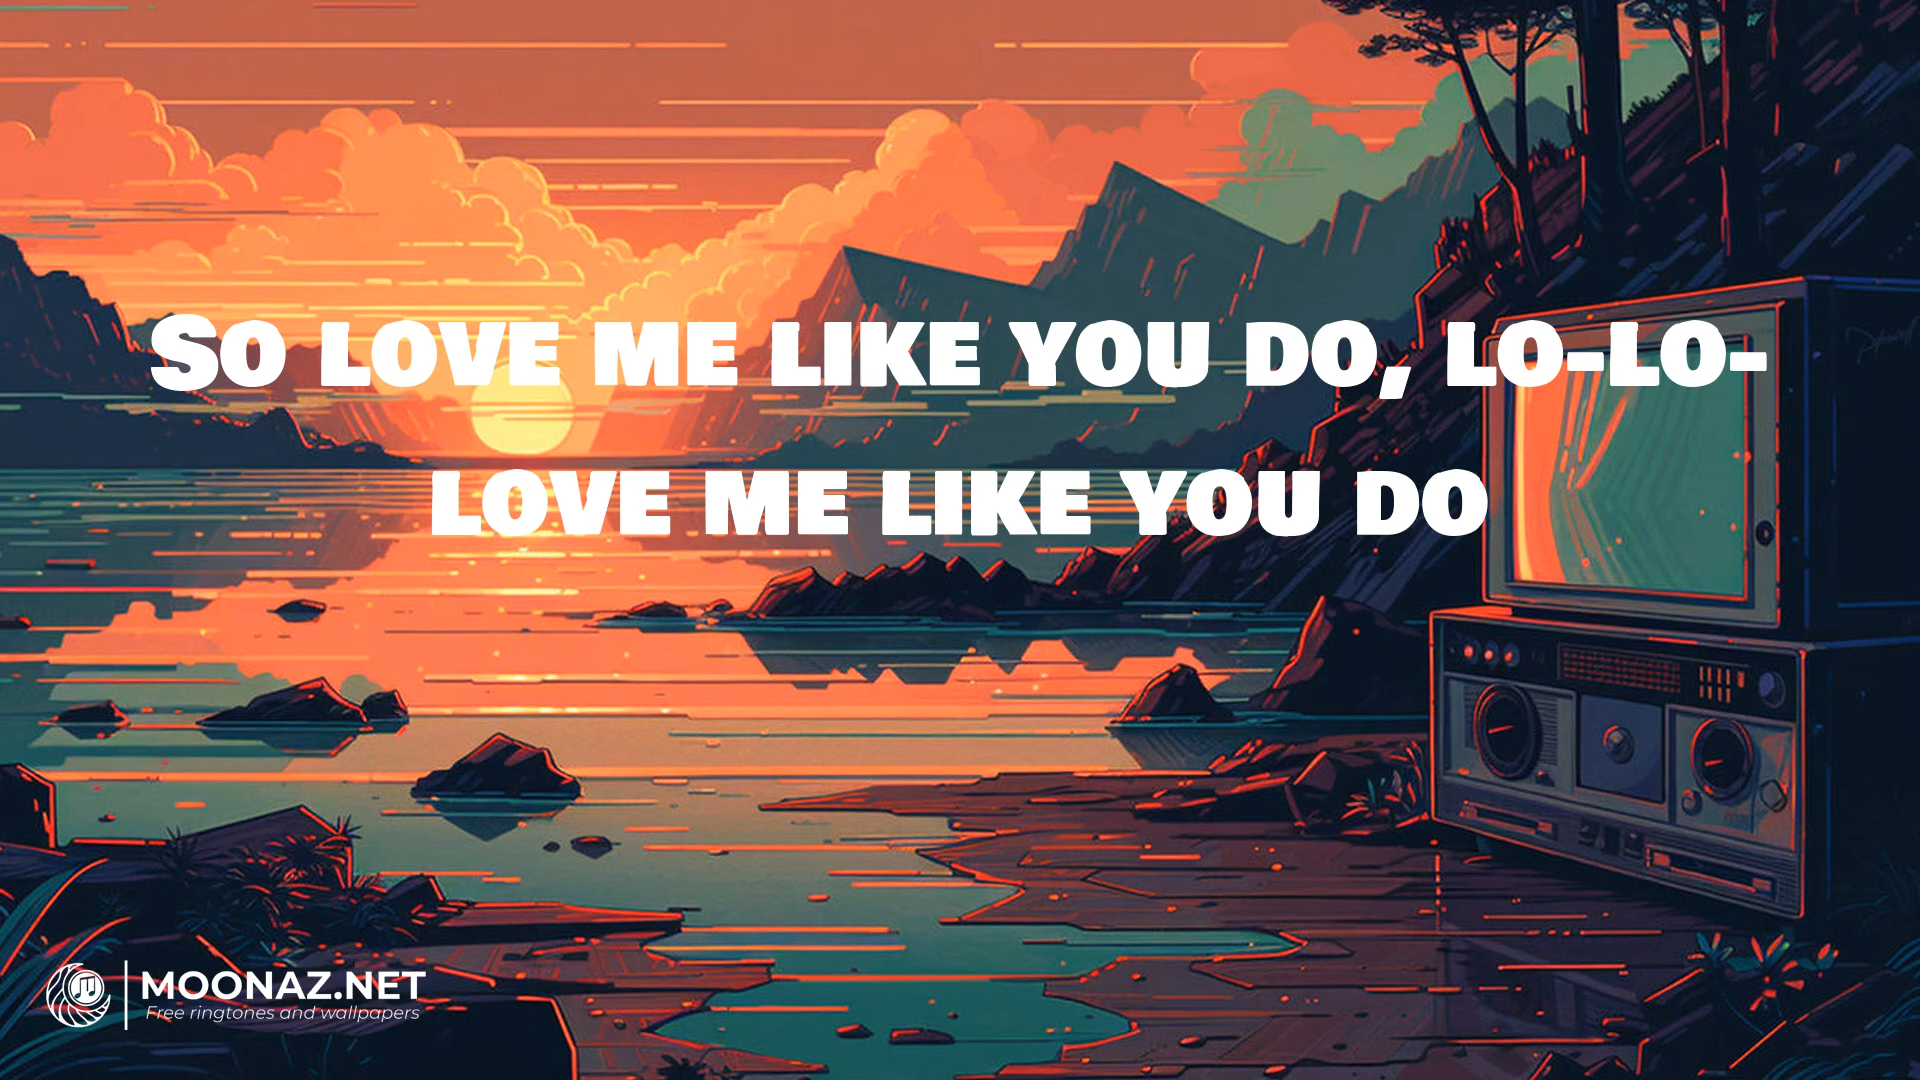 So love me like you do, lo-lo-
love me like you do
MOONAZ.NET
Free ringtones and wallpapers